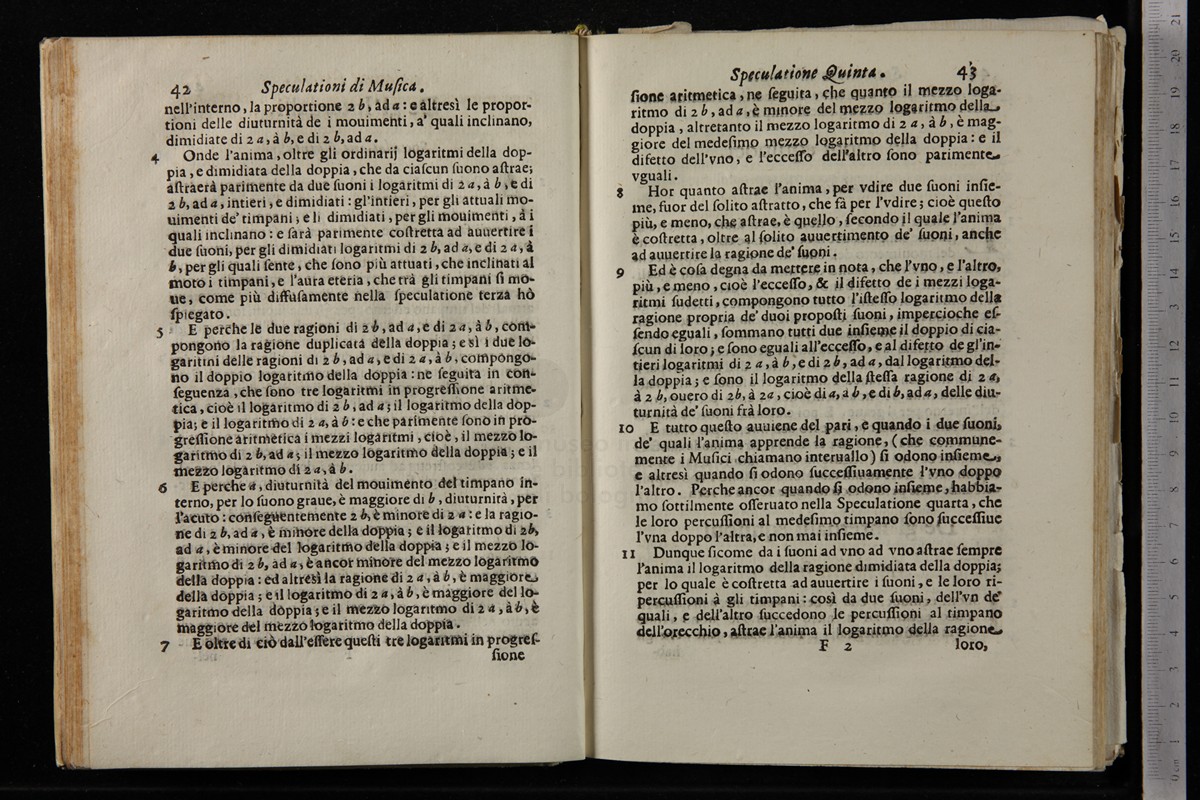 42 Speculationi di Muſica.
nell'interno, la proportione 2 b, ad a: e altresì le propor-
tioni delle diuturnità de i mouimenti, a' quali inclinano,
dimidiate di 2 a, à b, e di 2 b, ad a.
4 Onde l'anima, oltre gli ordinarij logaritmi della dop-
pia, e dimidiata della doppia, che da ciaſcun ſuono aſtrae;
aſtraerà parimente da due ſuoni i logaritmi di 2 a, à b, e di
2 b, ad a, intieri, e dimidiati: gl'intieri, per gli attuali mo-
uimenti de' timpani; e li dimidiati, per gli mouimenti, à i
quali inclinano: e ſarà parimente coſtretta ad auuertire i
due ſuoni, per gli dimidiati logaritmi di 2 b, ad a, e di 2 a, à
b, per gli quali ſente, che ſono più attuati, che inclinati al
moto i timpani, e l'aura eteria, che trà gli timpani ſi mo-
ue, come più diffuſamente nella ſpeculatione terza hò
ſpiegato.
5 E perche le due ragioni di 2 b, ad a, e di 2 a, à b, com-
pongono la ragione duplicata della doppia; e sì i due lo-
garitmi delle ragioni di 2 b, ad a, e di 2 a, à b, compongo-
no il doppio logaritmo della doppia: ne ſeguita in con-
ſeguenza, che ſono tre logaritmi in progreſſione aritme-
tica, cioè il logaritmo di 2 b, ad a; il logaritmo della dop-
pia; e il logaritmo di 2 a, à b: e che parimente ſono in pro-
greſſione aritmetica i mezzi logaritmi, cioè, il mezzo lo-
garitmo di 2 b, ad a; il mezzo logaritmo della doppia; e il
mezzo logaritmo di 2 a, à b.
6 E perche a, diuturnità del mouimento del timpano in-
terno, per lo ſuono graue, è maggiore di b, diuturnità, per
l'acuto: conſeguentemente 2 b, è minore di 2 a: e la ragio-
ne di 2 b, ad a, è minore della doppia; e il logaritmo di 2b,
ad a, è minore del logaritmo della doppia; e il mezzo lo-
garitmo di 2 b, ad a, è ancor minore del mezzo logaritmo
della doppia: ed altresì la ragione di 2 a, à b, è maggiore
della doppia; e il logaritmo di 2 a, à b, è maggiore del lo-
garitmo della doppia; e il mezzo logaritmo di 2 a, à b, è
maggiore del mezzo logaritmo della doppia.
7 E oltre di ciò dall'eſſere queſti tre logaritmi in progreſ-
ſione
Speculatione Quinta. 43
ſione aritmetica, ne ſeguita, che quanto il mezzo loga-
ritmo di 2 b, ad a, è minore del mezzo logaritmo della
doppia, altretanto il mezzo logaritmo di 2 a, à b, è mag-
giore del medeſimo mezzo logaritmo della doppia: e il
difetto dell'vno, e l'ecceſſo dell'altro ſono parimente
vguali.
8 Hor quanto aſtrae l'anima, per vdire due ſuoni inſie-
me, fuor del ſolito aſtratto, che fà per l'vdire; cioè queſto
più, e meno, che aſtrae, è quello, ſecondo il quale l'anima
è coſtretta, oltre al ſolito auuertimento de' ſuoni, anche
ad auuertire la ragione de' ſuoni.
9 Ed è coſa degna da mettere in nota, che l'vno, e l'altro,
più, e meno, cioè l'ecceſſo, & il difetto de i mezzi loga-
ritmi ſudetti, compongono tutto l'iſteſſo logaritmo della
ragione propria de' duoi propoſti ſuoni, impercioche eſ-
ſendo eguali, ſommano tutti due inſieme il doppio di cia-
ſcun di loro; e ſono eguali all'ecceſſo, e al difetto de gl'in-
tieri logaritmi di 2 a, à b, e di 2 b, ad a, dal logaritmo del-
la doppia; e ſono il logaritmo della ſteſſa ragione di 2 a,
à 2 b, ouero di 2b, à 2a, cioè di a, à b, e di b, ad a, delle diu-
turnità de' ſuoni frà loro.
10 E tutto queſto auuiene del pari, e quando i due ſuoni,
de' quali l'anima apprende la ragione, (che commune-
mente i Muſici chiamano interuallo) ſi odono inſieme,
e altresì quando ſi odono ſucceſſiuamente l'vno doppo
l'altro. Perche ancor quando ſi odono inſieme, habbia-
mo ſottilmente oſſeruato nella Speculatione quarta, che
le loro percuſſioni al medeſimo timpano ſono ſucceſſiue
l'vna doppo l'altra, e non mai inſieme.
11 Dunque ſicome da i ſuoni ad vno ad vno aſtrae ſempre
l'anima il logaritmo della ragione dimidiata della doppia;
per lo quale è coſtretta ad auuertire i ſuoni, e le loro ri-
percuſſioni à gli timpani: così da due ſuoni, dell'vn de'
quali, e dell'altro ſuccedono le percuſſioni al timpano
dell'orecchio, aſtrae l'anima il logaritmo della ragione
F 2 loro,